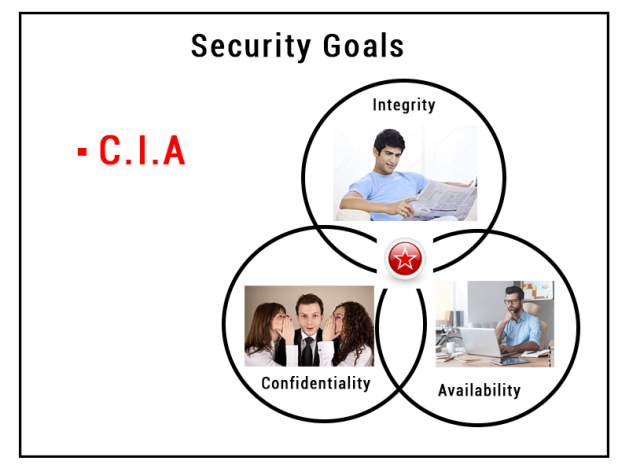 Security Goals
▪ C.I.A
Integrity
Confidentiality
Availability